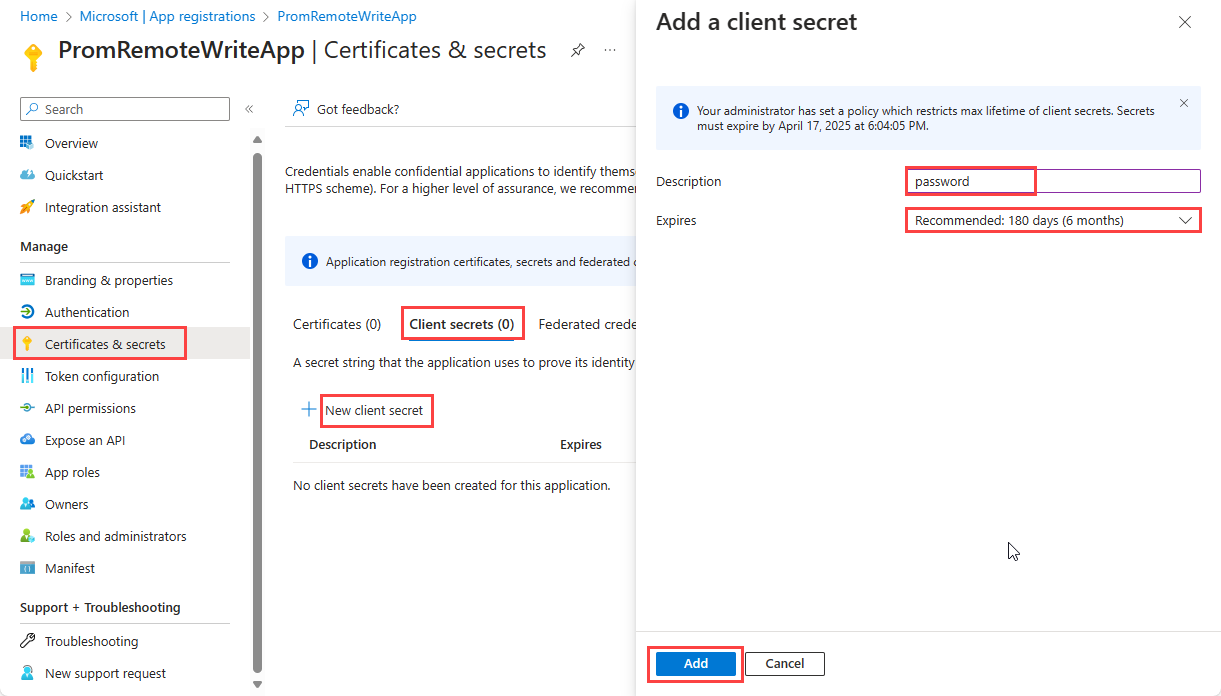 Home > Microsoft | App registrations > PromRemoteWriteApp
PromRemoteWriteApp | Certificates & secrets
Search
Overview
Quickstart
Integration assistant
Manage
Branding & properties
Authentication
Certificates & secrets
Token configuration
API permissions
Expose an API
App roles
Owners
Roles and administrators
Manifest
Support + Troubleshooting
Troubleshooting
New support request
Got feedback?
Credentials enable confidential applications to identify themse
HTTPS scheme). For a higher level of assurance, we recommen
Application registration certificates, secrets and federated c
Certificates (0) Client secrets (0) Federated crede
A secret string that the application uses to prove its identity
New client secret
Description Expires
No client secrets have been created for this application.
Add a client secret
Your administrator has set a policy which restricts max lifetime of client secrets. Secrets
must expire by April 17, 2025 at 6:04:05 PM.
Description password
Expires Recommended: 180 days (6 months)
Add Cancel